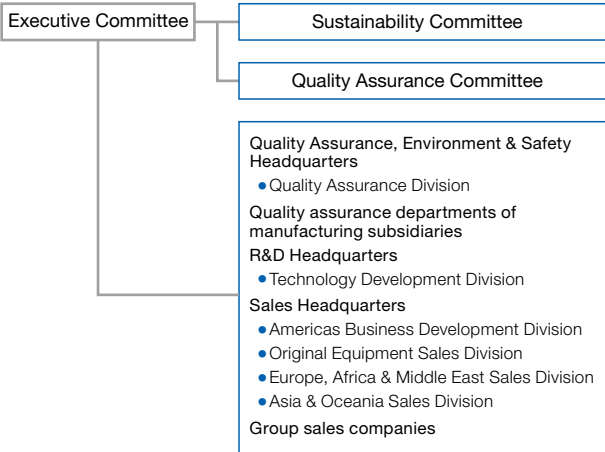 Executive Committee
Sustainability Committee
Quality Assurance Committee
Quality Assurance, Environment & Safety
Headquarters
• Quality Assurance Division
Quality assurance departments of
manufacturing subsidiaries
R&D Headquarters
• Technology Development Division
Sales Headquarters
• Americas Business Development Division
• Original Equipment Sales Division
• Europe, Africa & Middle East Sales Division
• Asia & Oceania Sales Division
Group sales companies